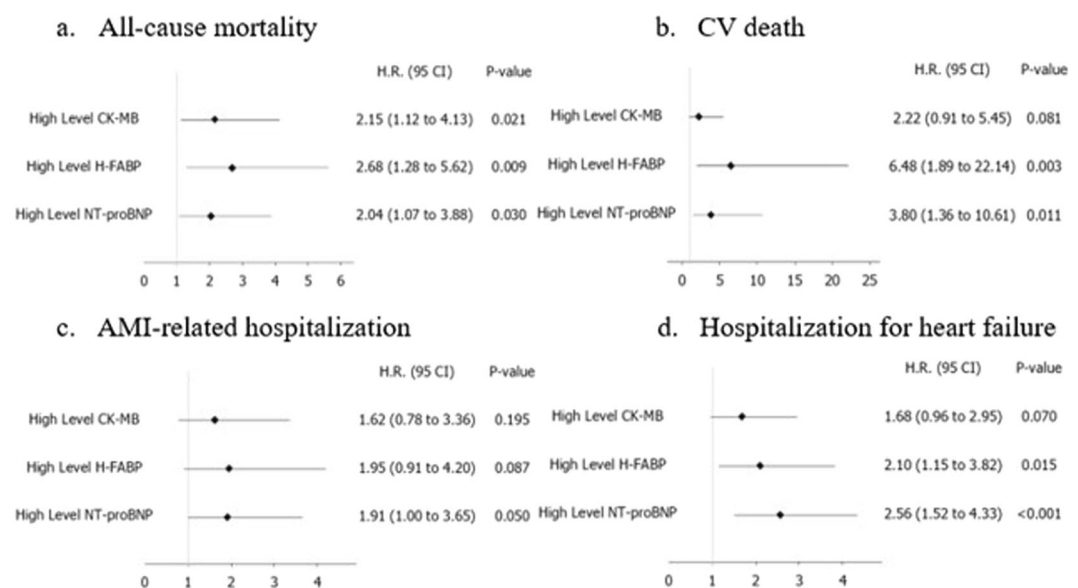 a. All-cause mortality
H.R. (95 CI) P-value
High Level CK-MB 2.15 (1.12 to 4.13) 0.021
High Level H-FABP 2.68 (1.28 to 5.62) 0.009
High Level NT-proBNP 2.04 (1.07 to 3.88) 0.030
0 1 2 3 4 5 6
b. CV death
H.R. (95 CI) P-value
High Level CK-MB 2.22 (0.91 to 5.45) 0.081
High Level H-FABP 6.48 (1.89 to 22.14) 0.003
High Level NT-proBNP 3.80 (1.36 to 10.61) 0.011
0 5 10 15 20 25
c. AMI-related hospitalization
H.R. (95 CI) P-value
High Level CK-MB 1.62 (0.78 to 3.36) 0.195
High Level H-FABP 1.95 (0.91 to 4.20) 0.087
High Level NT-proBNP 1.91 (1.00 to 3.65) 0.050
0 1 2 3 4
d. Hospitalization for heart failure
H.R. (95 CI) P-value
High Level CK-MB 1.68 (0.96 to 2.95) 0.070
High Level H-FABP 2.10 (1.15 to 3.82) 0.015
High Level NT-proBNP 2.56 (1.52 to 4.33) <0.001
0 1 2 3 4